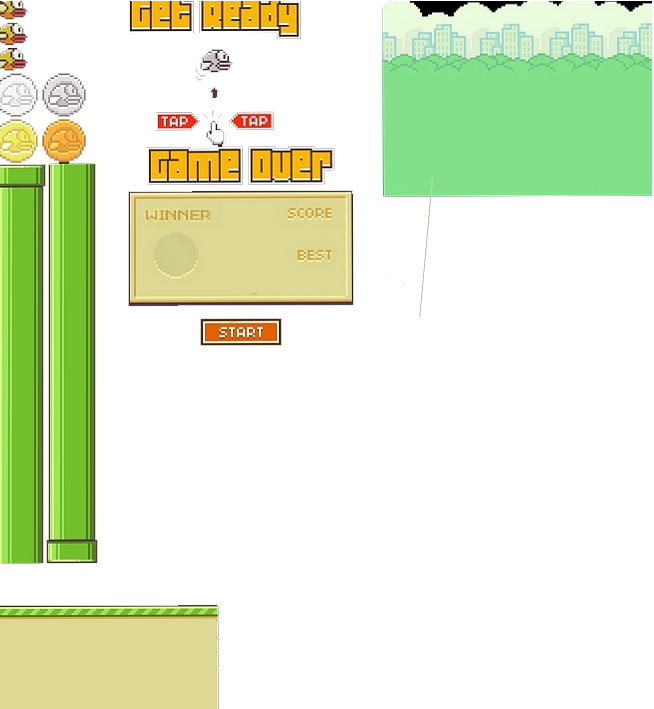 Get Ready
TAP TAP
Game Over
WINNER SCORE
BEST
START